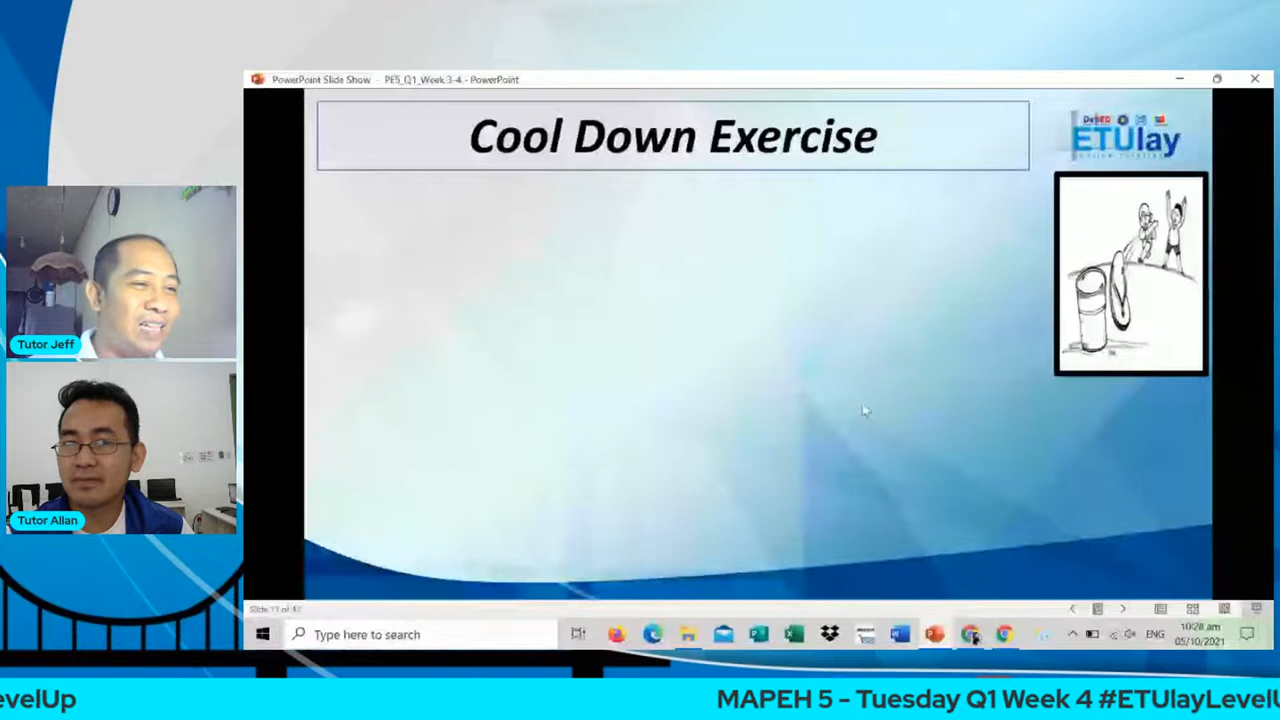 PowerPoint Slide Show - PE5_Q1_Week 3-4 - PowerPoint
Cool Down Exercise
DepED
ETUlay
Tutor Jeff
Tutor Allan
Type here to search
ENG
10:28 am
05/10/2021
evelUp
MAPEH 5 - Tuesday Q1 Week 4 #ETUlayLevelU